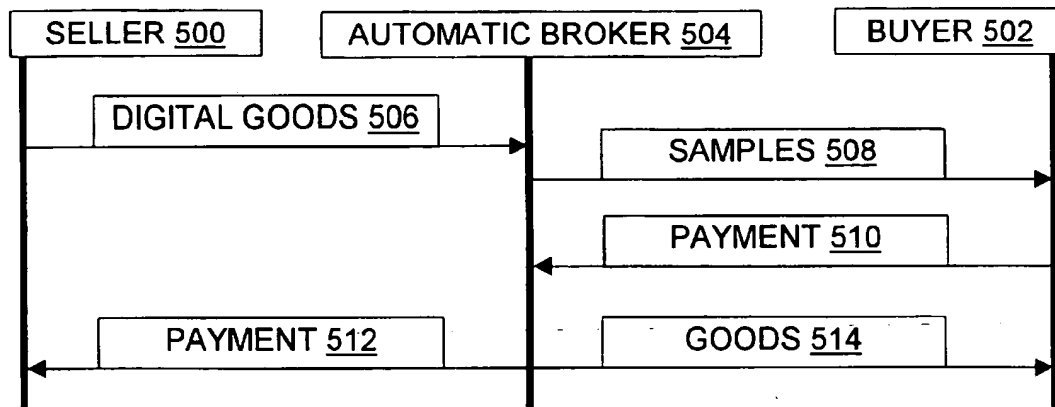 SELLER 500
AUTOMATIC BROKER 504
BUYER 502
DIGITAL GOODS 506
SAMPLES 508
PAYMENT 510
PAYMENT 512
GOODS 514